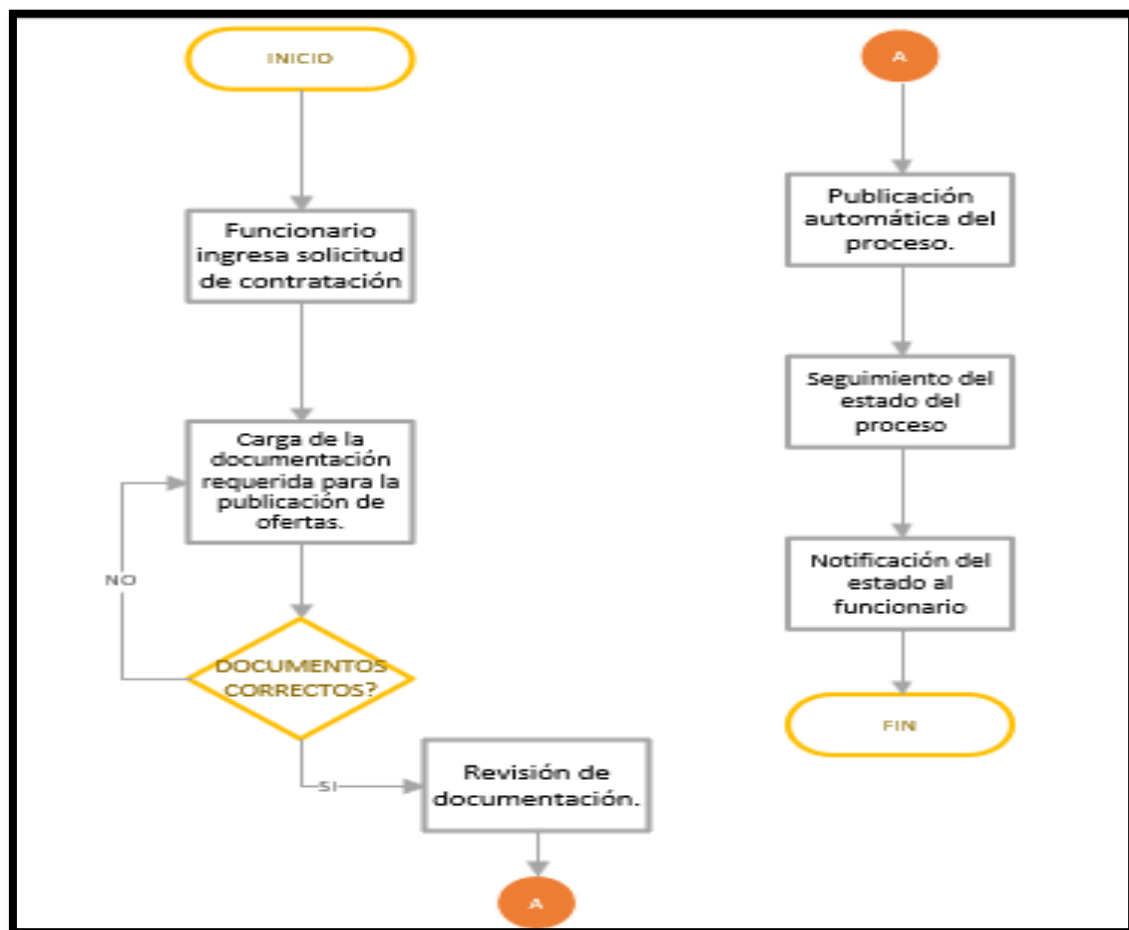 INICIO
Funcionario
ingresa solicitud
de contratación
Carga de la
documentación
requerida para la
publicación de
ofertas.
NO
DOCUMENTOS
CORRECTOS?
SI
Revisión de
documentación.
A
A
Publicación
automática del
proceso.
Seguimiento del
estado del
proceso
Notificación del
estado al
funcionario
FIN